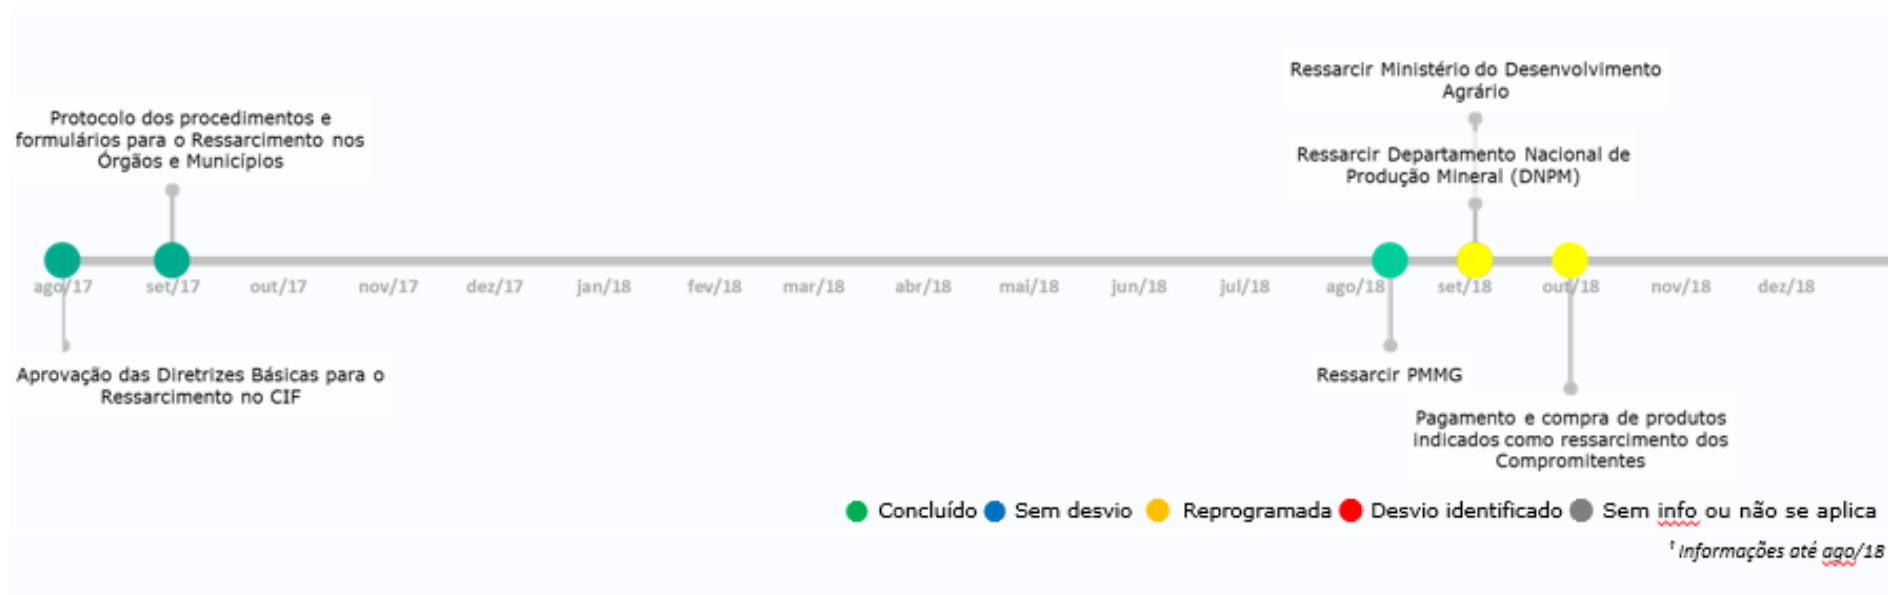 Ressarcir Ministério do Desenvolvimento
Agrário
Protocolo dos procedimentos e
formulários para o Ressarcimento nos
Órgãos e Municípios
Ressarcir Departamento Nacional de
Produção Mineral (DNPM)
ago/17 set/17 out/17 nov/17 dez/17 jan/18 fev/18 mar/18 abr/18 mai/18 jun/18 jul/18 ago/18 set/18 out/18 nov/18 dez/18
Aprovação das Diretrizes Básicas para o
Ressarcimento no CIF
Ressarcir PMMG
Pagamento e compra de produtos
indicados como ressarcimento dos
Compromitentes
Concluído Sem desvio Reprogramada Desvio identificado Sem info ou não se aplica
¹ Informações até ago/18